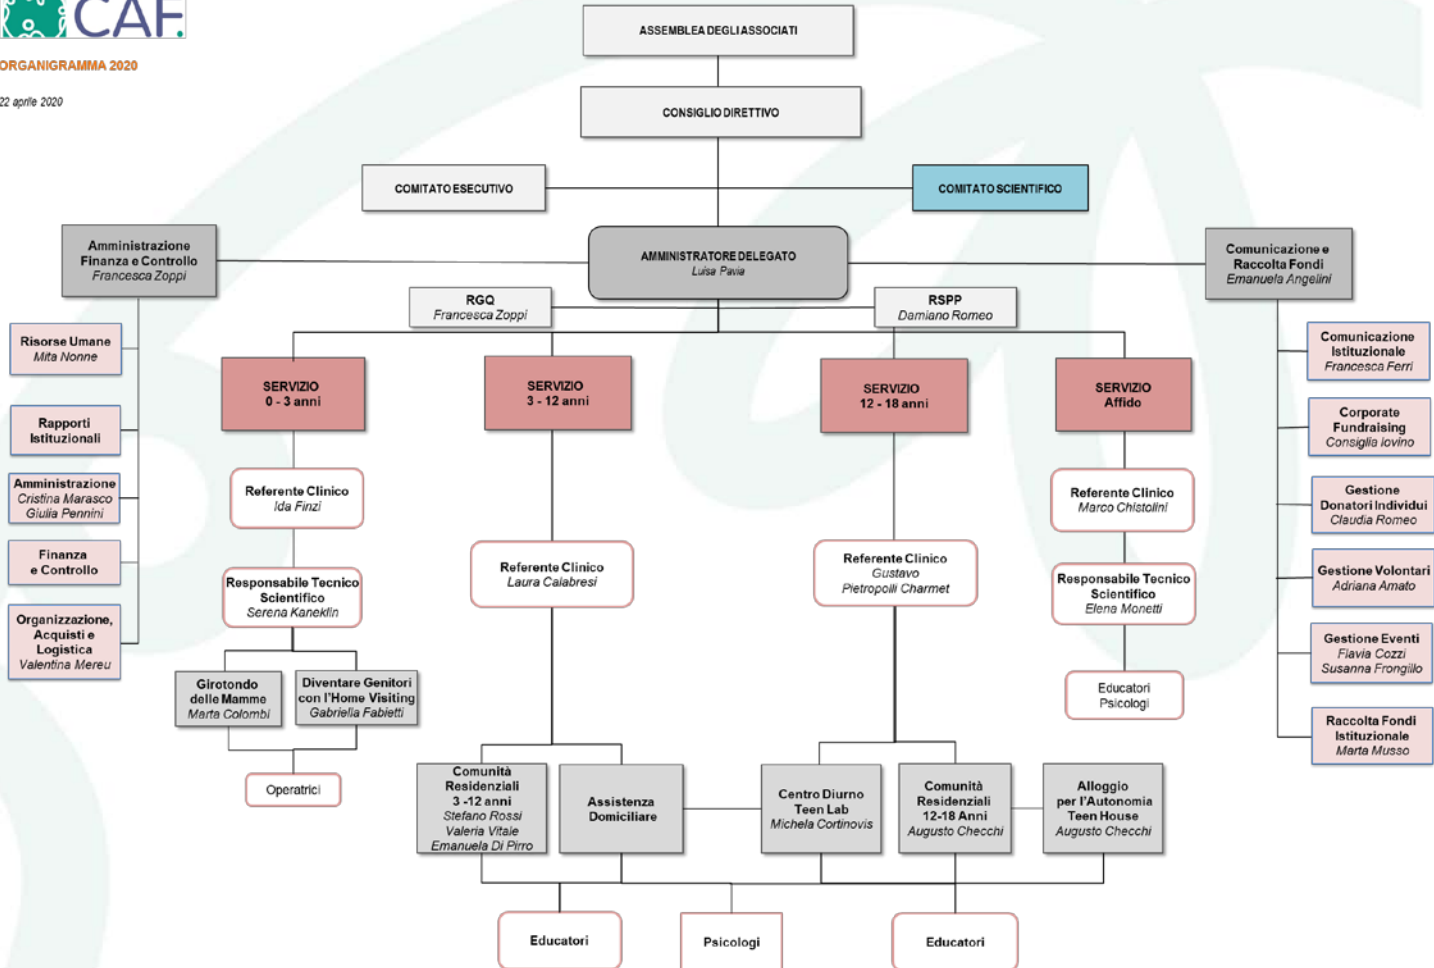 CAF.
ORGANIGRAMMA 2020
22 aprile 2020
ASSEMBLEA DEGLI ASSOCIATI
CONSIGLIO DIRETTIVO
COMITATO ESECUTIVO
COMITATO SCIENTIFICO
Amministrazione
Finanza e Controllo
Francesca Zoppi
AMMINISTRATORE DELEGATO
Luisa Pavia
Comunicazione e
Raccolta Fondi
Emanuela Angelini
RGQ
Francesca Zoppi
RSPP
Damiano Romeo
Risorse Umane
Mita Nonne
Rapporti
Istituzionali
Amministrazione
Cristina Marasco
Giulia Pennini
Finanza
e Controllo
Organizzazione,
Acquisti e
Logistica
Valentina Mereu
SERVIZIO
0 - 3 anni
Referente Clinico
Ida Finzi
Responsabile Tecnico
Scientifico
Serena Kaneklin
Girotondo
delle Mamme
Marta Colombi
Diventare Genitori
con l'Home Visiting
Gabriella Fabietti
Operatrici
SERVIZIO
3 - 12 anni
Referente Clinico
Laura Calabresi
Comunità
Residenziali
3 -12 anni
Stefano Rossi
Valeria Vitale
Emanuela Di Pirro
Assistenza
Domiciliare
SERVIZIO
12 - 18 anni
Referente Clinico
Gustavo
Pietropolli Charmet
Centro Diurno
Teen Lab
Michela Cortinovis
Comunità
Residenziali
12-18 Anni
Augusto Checchi
Alloggio
per l'Autonomia
Teen House
Augusto Checchi
Educatori
Psicologi
Educatori
SERVIZIO
Affido
Referente Clinico
Marco Chistolini
Responsabile Tecnico
Scientifico
Elena Monetti
Educatori
Psicologi
Comunicazione
Istituzionale
Francesca Ferri
Corporate
Fundraising
Consiglia Iovino
Gestione
Donatori Individui
Claudia Romeo
Gestione Volontari
Adriana Amato
Gestione Eventi
Flavia Cozzi
Susanna Frongillo
Raccolta Fondi
Istituzionale
Marta Musso